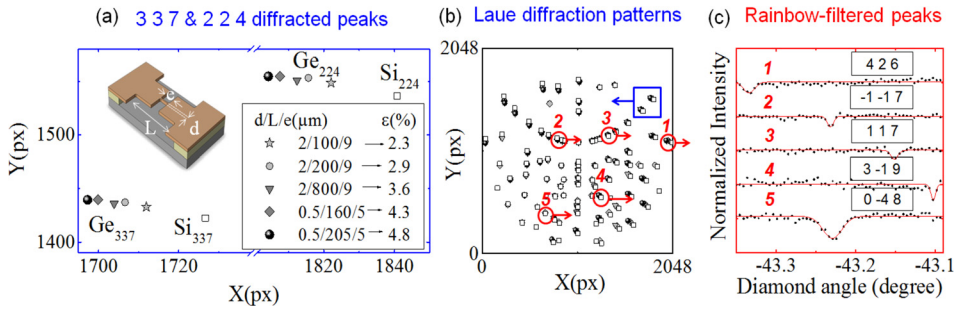 (a) 3 3 7 & 2 2 4 diffracted peaks
Y(px)
1500
1400
e
L
d
Ge224
Si224
d/L/e(µm) ε(%)
2/100/9 → 2.3
2/200/9 → 2.9
2/800/9 → 3.6
0.5/160/5 → 4.3
0.5/205/5 → 4.8
Ge337
Si337
1700 1720 1820 1840
X(px)
(b) Laue diffraction patterns
2048
Y(px)
0
1
2
3
4
5
0 2048
X(px)
(c) Rainbow-filtered peaks
Normalized Intensity
1 4 2 6
2 -1 -1 7
3 1 1 7
4 3 -1 9
5 0 -4 8
-43.3 -43.2 -43.1
Diamond angle (degree)